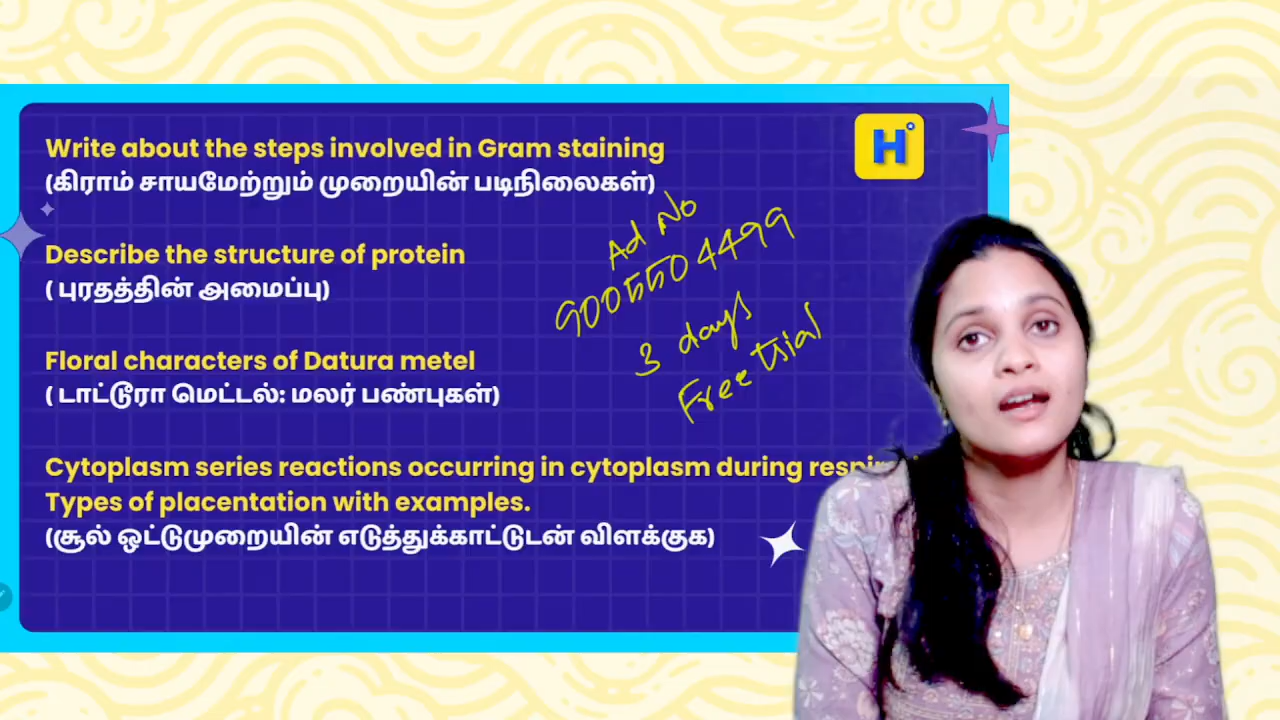 Write about the steps involved in Gram staining
(கிராம் சாயமேற்றும் முறையின் படிநிலைகள்)
H
Describe the structure of protein
( புரதத்தின் அமைப்பு)
Ad No
9005504499
3 days
Free trial
Floral characters of Datura metel
( டாட்டூரா மெட்டல்: மலர் பண்புகள்)
Cytoplasm series reactions occurring in cytoplasm during
Types of placentation with examples.
(சூல் ஒட்டுமுறையின் எடுத்துக்காட்டுடன் விளக்குக)